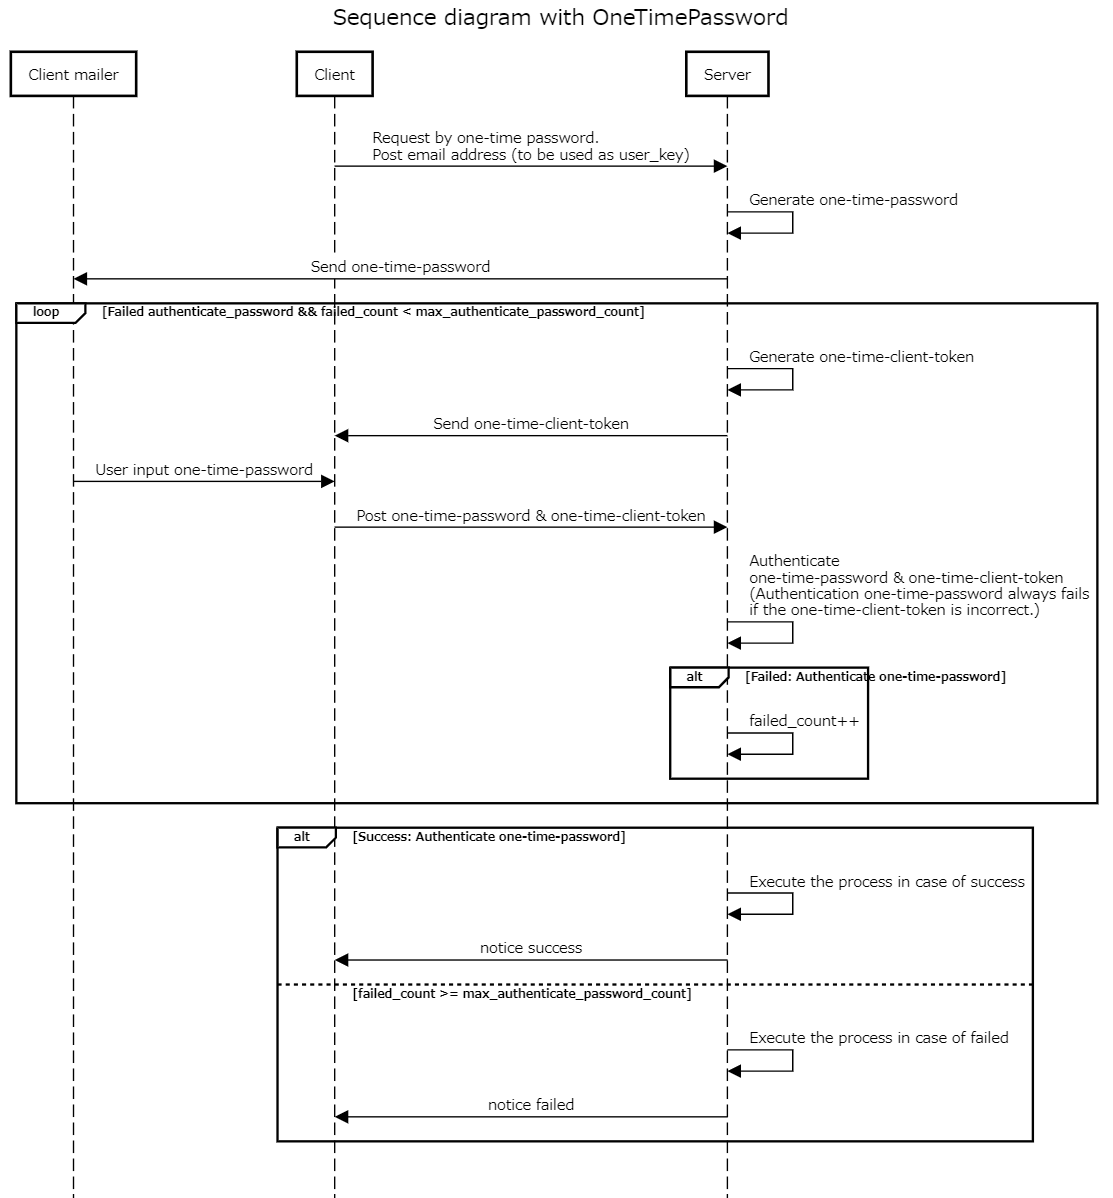 Sequence diagram with OneTimePassword
Client mailer
Client
Server
Request by one-time password.
Post email address (to be used as user_key)
Generate one-time-password
Send one-time-password
loop
[Failed authenticate_password && failed_count < max_authenticate_password_count]
Generate one-time-client-token
Send one-time-client-token
User input one-time-password
Post one-time-password & one-time-client-token
Authenticate
one-time-password & one-time-client-token
(Authentication one-time-password always fails
if the one-time-client-token is incorrect.)
alt
[Failed: Authenticate one-time-password]
failed_count++
alt
[Success: Authenticate one-time-password]
Execute the process in case of success
notice success
[failed_count >= max_authenticate_password_count]
Execute the process in case of failed
notice failed